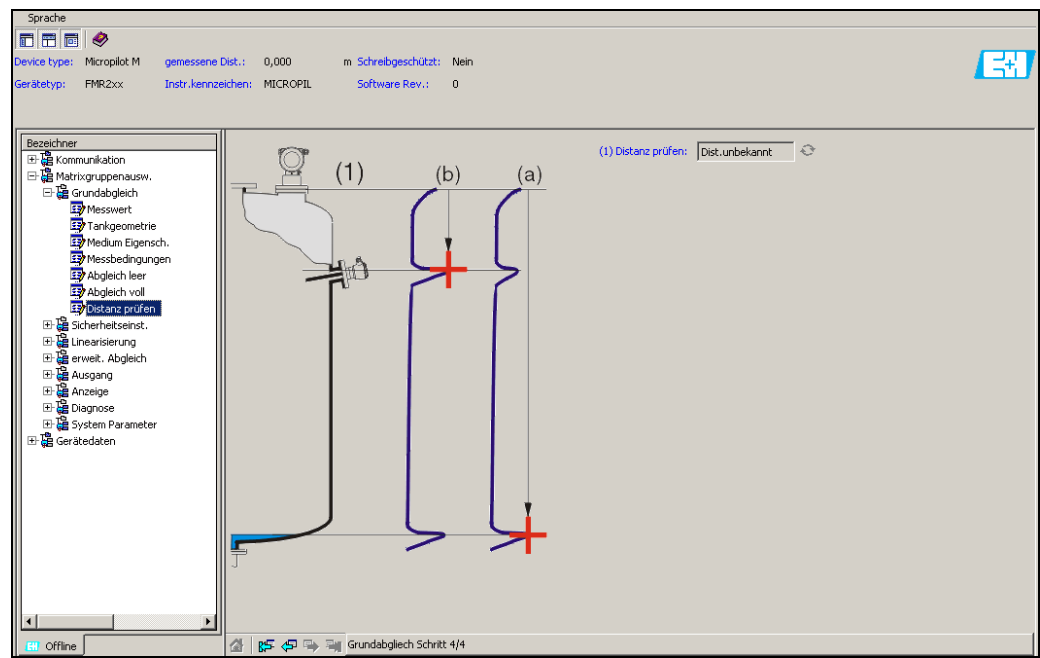 Sprache
Device type: Micropilot M gemessene Dist.: 0,000 m Schreibgeschützt: Nein
Gerätetyp: FMR2xx Instr.kennzeichen: MICROPIL Software Rev.: 0
E+H
Bezeichner
Kommunikation
Matrixgruppenausw.
Grundabgleich
Messwert
Tankgeometrie
Medium Eigensch.
Messbedingungen
Abgleich leer
Abgleich voll
Distanz prüfen
Sicherheitseinst.
Linearisierung
erweit. Abgleich
Ausgang
Anzeige
Diagnose
System Parameter
Gerätedaten
Offline
(1) (b) (a)
(1) Distanz prüfen: Dist.unbekannt
Grundabgliech Schritt 4/4